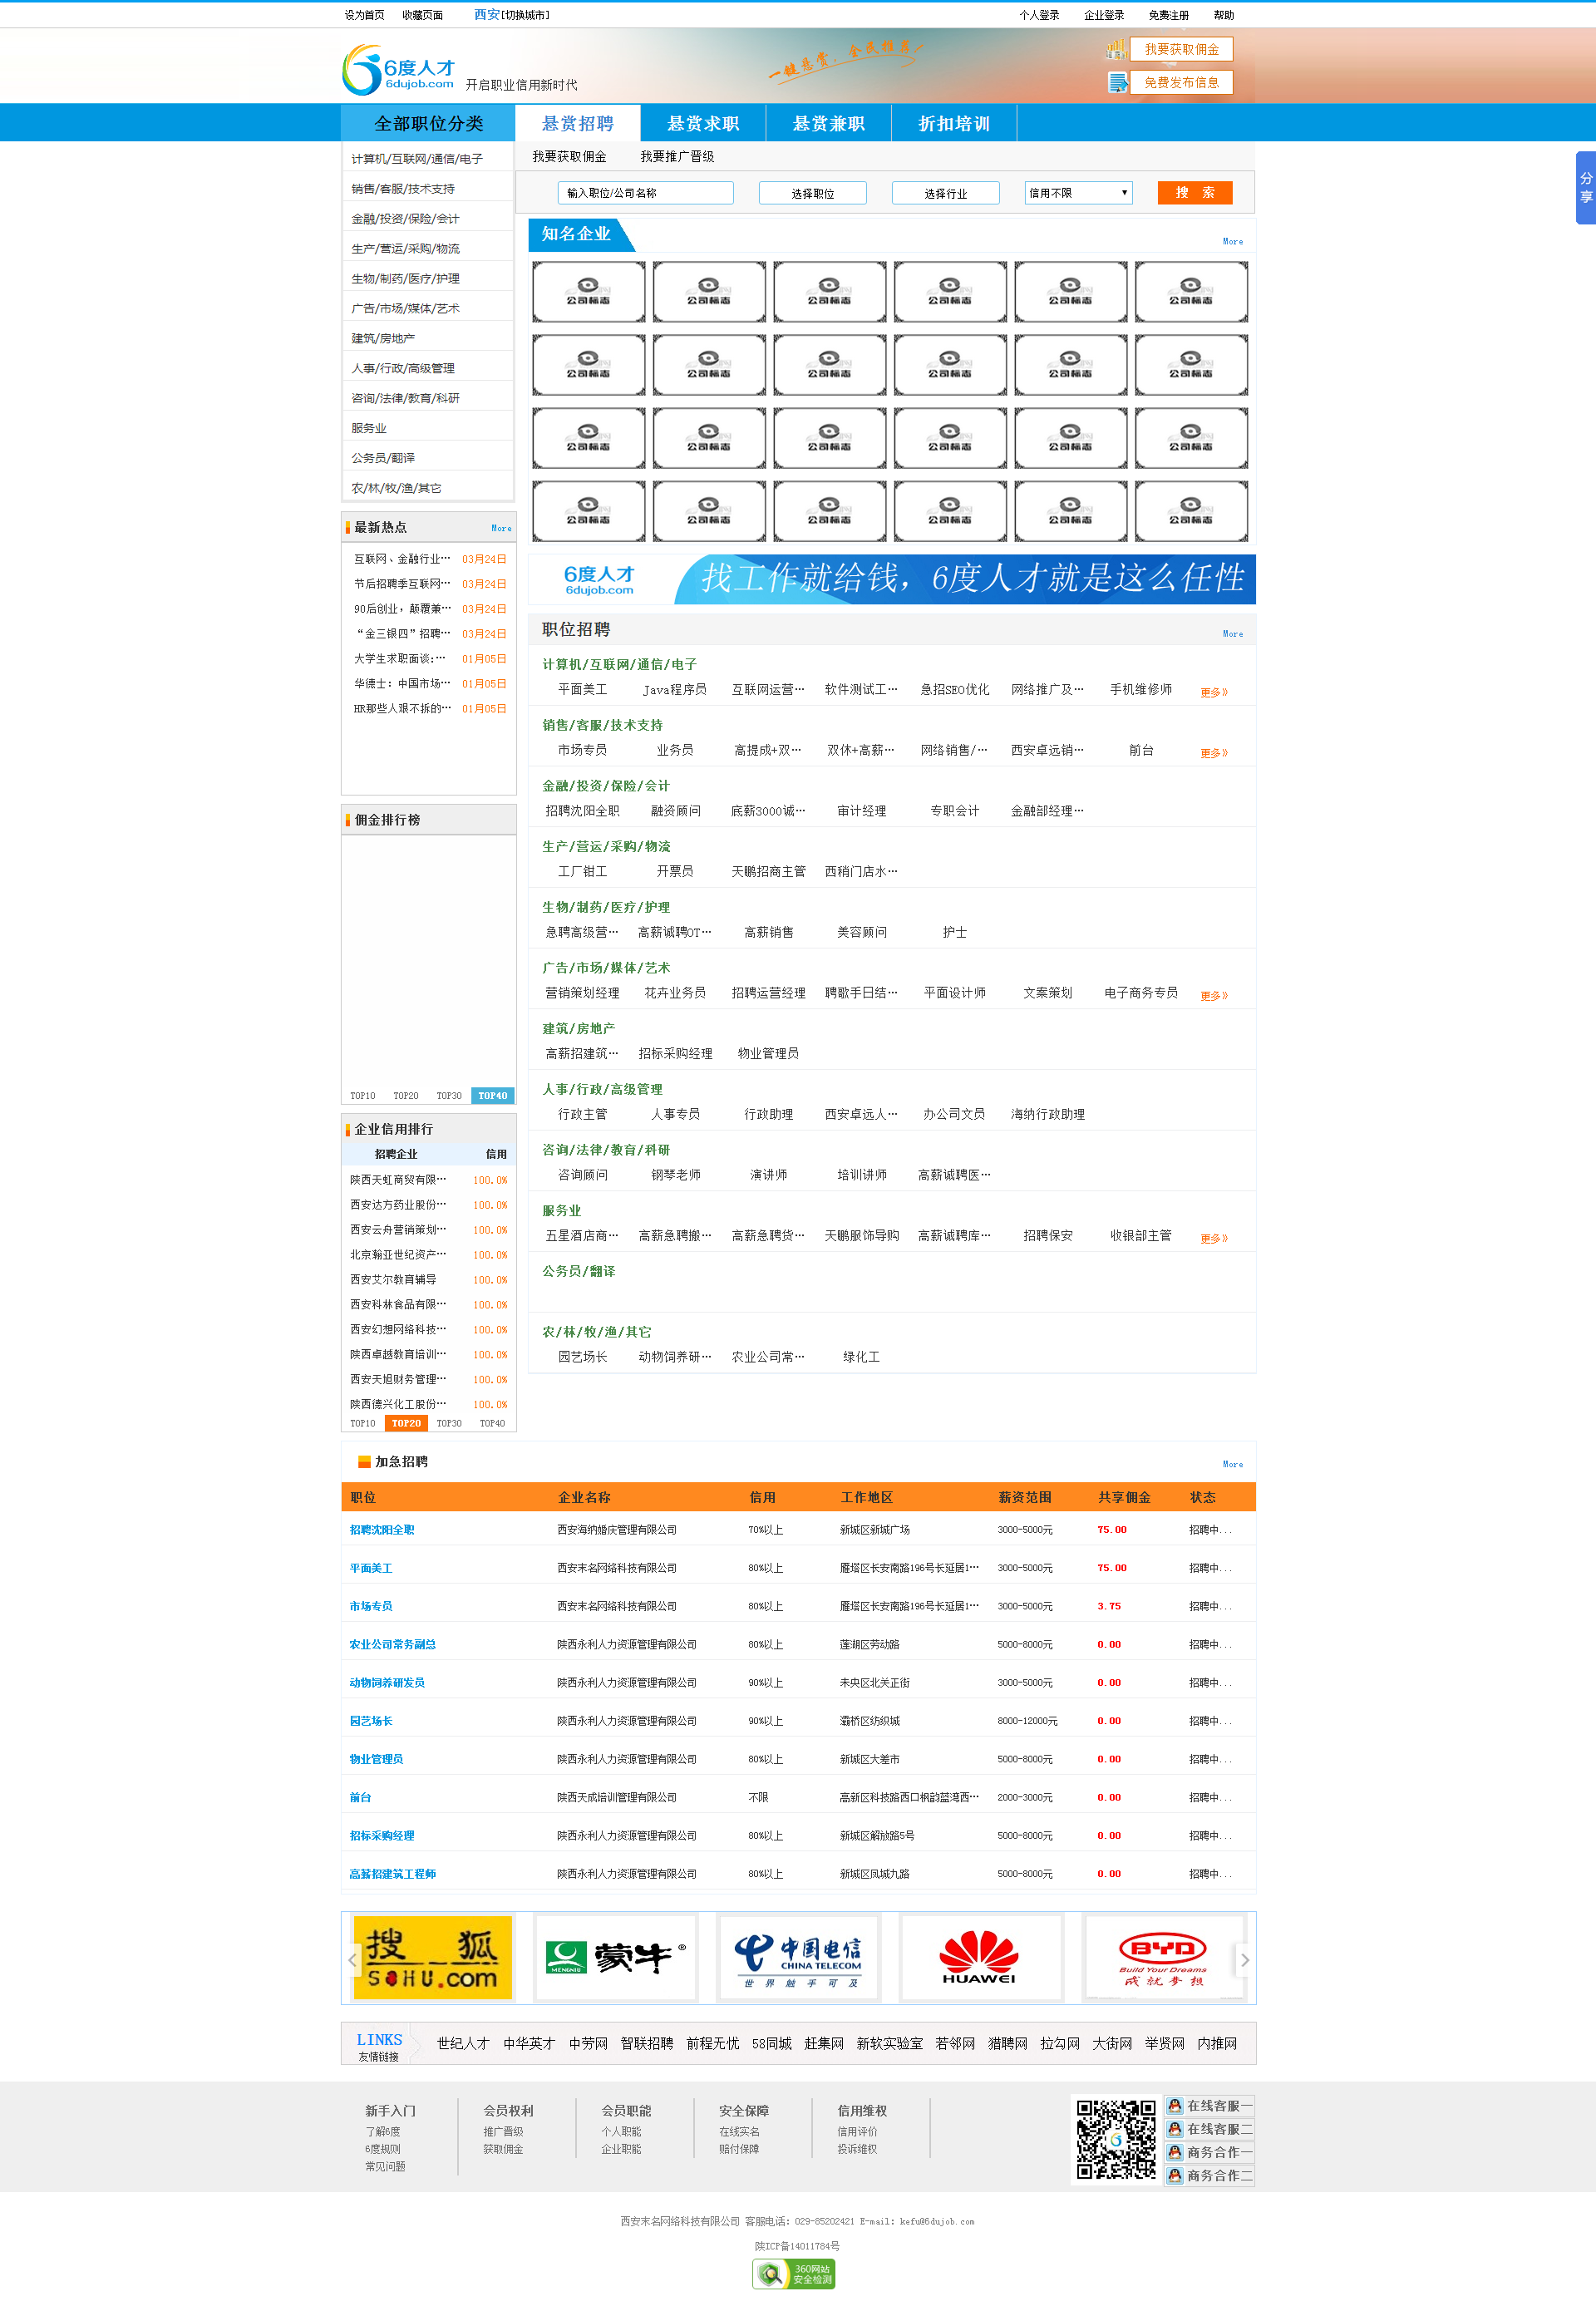 设为首页 收藏页面 西安[切换城市] 个人登录 企业登录 免费注册 帮助
6度人才 6dujob.com 开启职业信用新时代 一键悬赏，全民推荐 我要获取佣金
免费发布信息
全部职位分类 悬赏招聘 悬赏求职 悬赏兼职 折扣培训
我要获取佣金 我要推广晋级
输入职位/公司名称 选择职位 选择行业 信用不限 搜 索
分享
计算机/互联网/通信/电子
销售/客服/技术支持
金融/投资/保险/会计
生产/营运/采购/物流
生物/制药/医疗/护理
广告/市场/媒体/艺术
建筑/房地产
人事/行政/高级管理
咨询/法律/教育/科研
服务业
公务员/翻译
农/林/牧/渔/其它
知名企业 More
公司标志 公司标志 公司标志 公司标志 公司标志 公司标志
公司标志 公司标志 公司标志 公司标志 公司标志 公司标志
公司标志 公司标志 公司标志 公司标志 公司标志 公司标志
公司标志 公司标志 公司标志 公司标志 公司标志 公司标志
最新热点 More
互联网、金融行业… 03月24日
节后招聘季互联网… 03月24日
90后创业，颠覆兼… 03月24日
“金三银四”招聘… 03月24日
大学生求职面谈:… 01月05日
华德士：中国市场… 01月05日
HR那些人艰不拆的… 01月05日
6度人才 6dujob.com 找工作就给钱，6度人才就是这么任性
佣金排行榜
TOP10 TOP20 TOP30 TOP40
企业信用排行
招聘企业 信用
陕西天虹商贸有限… 100.0%
西安达方药业股份… 100.0%
西安云舟营销策划… 100.0%
北京瀚亚世纪资产… 100.0%
西安艾尔教育辅导 100.0%
西安科林食品有限… 100.0%
西安幻想网络科技… 100.0%
陕西卓越教育培训… 100.0%
西安天旭财务管理… 100.0%
陕西德兴化工股份… 100.0%
TOP10 TOP20 TOP30 TOP40
职位招聘 More
计算机/互联网/通信/电子
平面美工 Java程序员 互联网运营… 软件测试工… 急招SEO优化 网络推广及… 手机维修师 更多》
销售/客服/技术支持
市场专员 业务员 高提成+双… 双休+高薪… 网络销售/… 西安卓远销… 前台 更多》
金融/投资/保险/会计
招聘沈阳全职 融资顾问 底薪3000诚… 审计经理 专职会计 金融部经理…
生产/营运/采购/物流
工厂钳工 开票员 天鹏招商主管 西稍门店水…
生物/制药/医疗/护理
急聘高级营… 高薪诚聘OT… 高薪销售 美容顾问 护士
广告/市场/媒体/艺术
营销策划经理 花卉业务员 招聘运营经理 聘歌手日结… 平面设计师 文案策划 电子商务专员 更多》
建筑/房地产
高薪招建筑… 招标采购经理 物业管理员
人事/行政/高级管理
行政主管 人事专员 行政助理 西安卓远人… 办公司文员 海纳行政助理
咨询/法律/教育/科研
咨询顾问 钢琴老师 演讲师 培训讲师 高薪诚聘医…
服务业
五星酒店商… 高薪急聘搬… 高薪急聘货… 天鹏服饰导购 高薪诚聘库… 招聘保安 收银部主管 更多》
公务员/翻译
农/林/牧/渔/其它
园艺场长 动物饲养研… 农业公司常… 绿化工
加急招聘 More
职位 企业名称 信用 工作地区 薪资范围 共享佣金 状态
招聘沈阳全职 西安海纳婚庆管理有限公司 70%以上 新城区新城广场 3000-5000元 75.00 招聘中...
平面美工 西安末名网络科技有限公司 80%以上 雁塔区长安南路196号长延居1… 3000-5000元 75.00 招聘中...
市场专员 西安末名网络科技有限公司 80%以上 雁塔区长安南路196号长延居1… 3000-5000元 3.75 招聘中...
农业公司常务副总 陕西永利人力资源管理有限公司 80%以上 莲湖区劳动路 5000-8000元 0.00 招聘中...
动物饲养研发员 陕西永利人力资源管理有限公司 90%以上 未央区北关正街 3000-5000元 0.00 招聘中...
园艺场长 陕西永利人力资源管理有限公司 90%以上 灞桥区纺织城 8000-12000元 0.00 招聘中...
物业管理员 陕西永利人力资源管理有限公司 80%以上 新城区大差市 5000-8000元 0.00 招聘中...
前台 陕西天成培训管理有限公司 不限 高新区科技路西口枫韵蓝湾西… 2000-3000元 0.00 招聘中...
招标采购经理 陕西永利人力资源管理有限公司 80%以上 新城区解放路5号 5000-8000元 0.00 招聘中...
高薪招建筑工程师 陕西永利人力资源管理有限公司 80%以上 新城区凤城九路 5000-8000元 0.00 招聘中...
搜狐 SOHU.com MENGNIU 蒙牛 ® 中国电信 CHINA TELECOM 世界触手可及 HUAWEI BYD Build Your Dreams 成就梦想
LINKS 友情链接 世纪人才 中华英才 中劳网 智联招聘 前程无忧 58同城 赶集网 新软实验室 若邻网 猎聘网 拉勾网 大街网 举贤网 内推网
新手入门 会员权利 会员职能 安全保障 信用维权 在线客服一
了解6度 推广晋级 个人职能 在线实名 信用评价 在线客服二
6度规则 获取佣金 企业职能 赔付保障 投诉维权 商务合作一
常见问题 商务合作二
西安末名网络科技有限公司 客服电话: 029-85202421 E-mail: kefu@6dujob.com
陕ICP备14011784号
360网站
安全检测